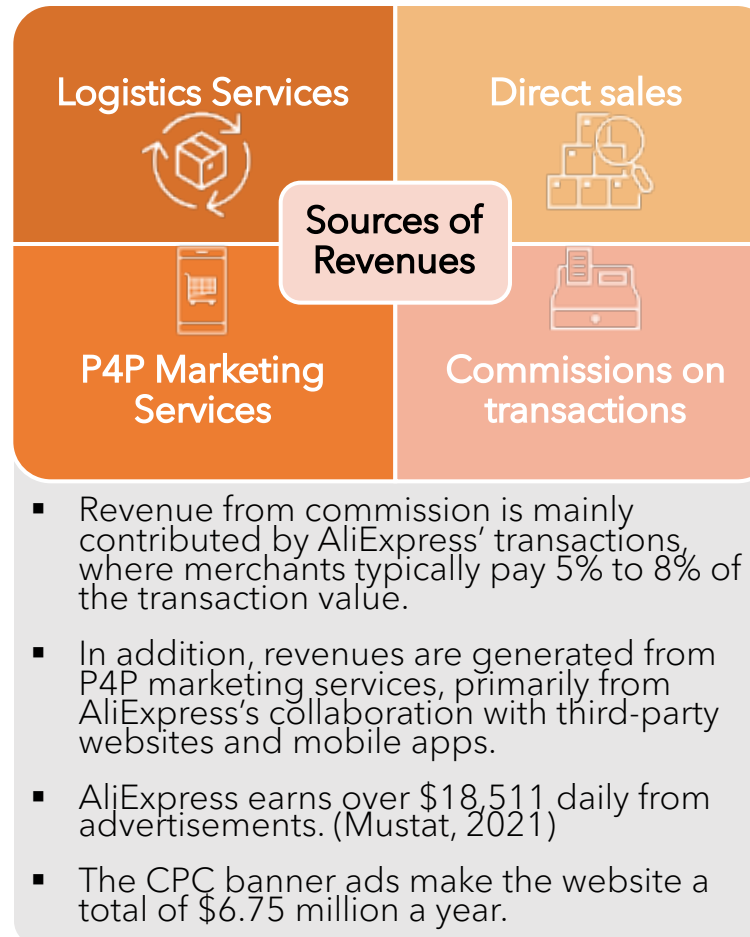 Logistics Services
Direct sales
Sources of
Revenues
P4P Marketing
Services
Commissions on
transactions
▪ Revenue from commission is mainly
contributed by AliExpress’ transactions,
where merchants typically pay 5% to 8% of
the transaction value.
▪ In addition, revenues are generated from
P4P marketing services, primarily from
AliExpress’s collaboration with third-party
websites and mobile apps.
▪ AliExpress earns over $18,511 daily from
advertisements. (Mustat, 2021)
▪ The CPC banner ads make the website a
total of $6.75 million a year.